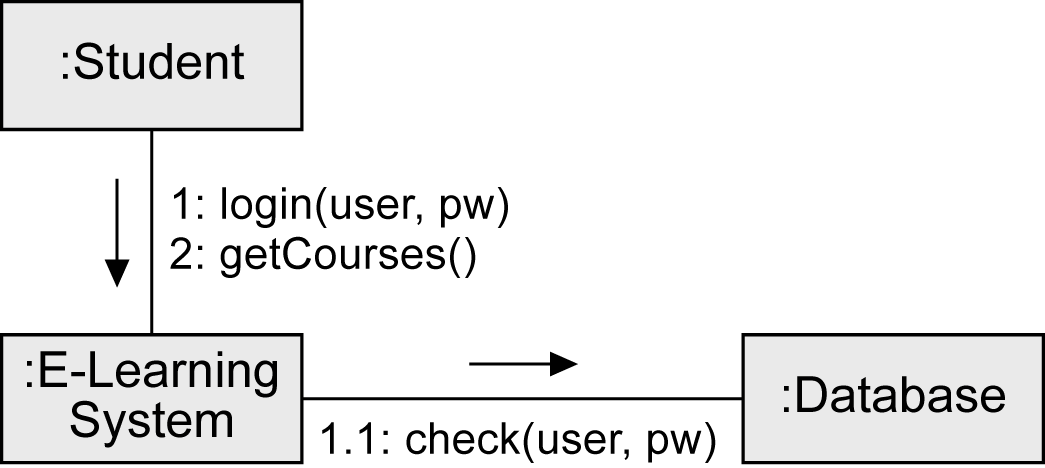 :Student
1: login(user, pw)
2: getCourses()
:E-Learning
System
1.1: check(user, pw)
:Database